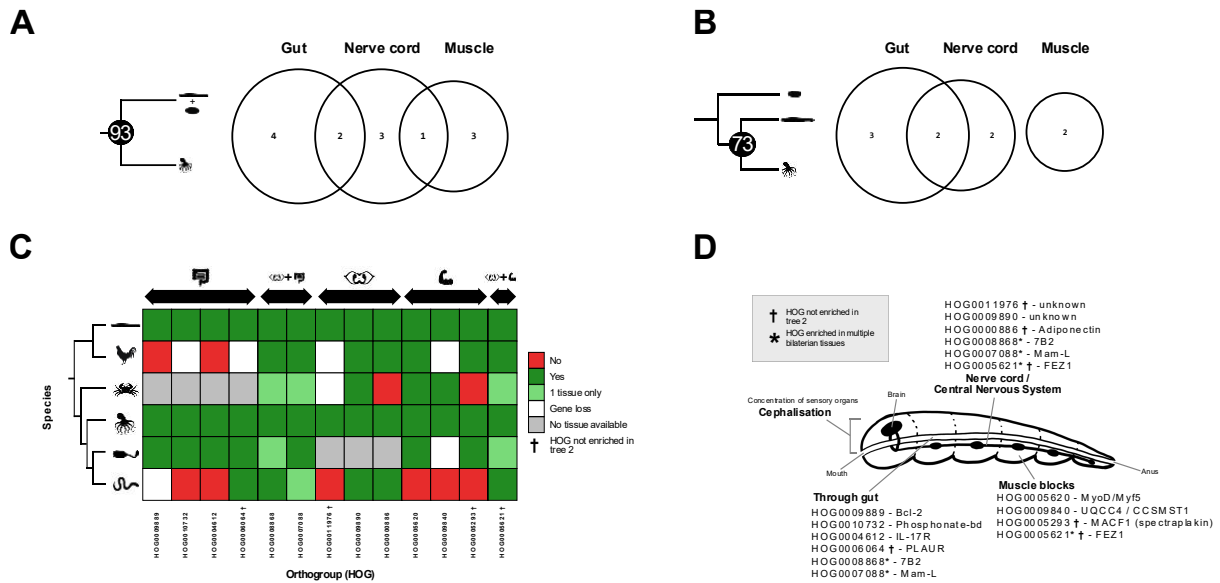 A
Gut Nerve cord Muscle
+
93
4 2 3 1 3
B
Gut Nerve cord Muscle
73
3 2 2 2
C
+ +
Species
No
Yes
1 tissue only
Gene loss
No tissue available
† HOG not enriched in
tree 2
HOG0009889
HOG0010732
HOG0004612
HOG0006064 †
HOG0008868
HOG0007088
HOG0011976 †
HOG0009890
HOG0000886
HOG0005620
HOG0009840
HOG0005293 †
HOG0005621 †
Orthogroup (HOG)
D
† HOG not enriched in
tree 2
* HOG enriched in multiple
bilaterian tissues
HOG0011976 † - unknown
HOG0009890 - unknown
HOG0000886 † - Adiponectin
HOG0008868* - 7B2
HOG0007088* - Mam-L
HOG0005621* † - FEZ1
Nerve cord /
Central Nervous System
Concentration of sensory organs
Cephalisation
Brain
Mouth
Anus
Through gut
HOG0009889 - Bcl-2
HOG0010732 - Phosphonate-bd
HOG0004612 - IL-17R
HOG0006064 † - PLAUR
HOG0008868* - 7B2
HOG0007088* - Mam-L
Muscle blocks
HOG0005620 - MyoD/Myf5
HOG0009840 - UQCC4 / CCSMST1
HOG0005293 † - MACF1 (spectraplakin)
HOG0005621* † - FEZ1